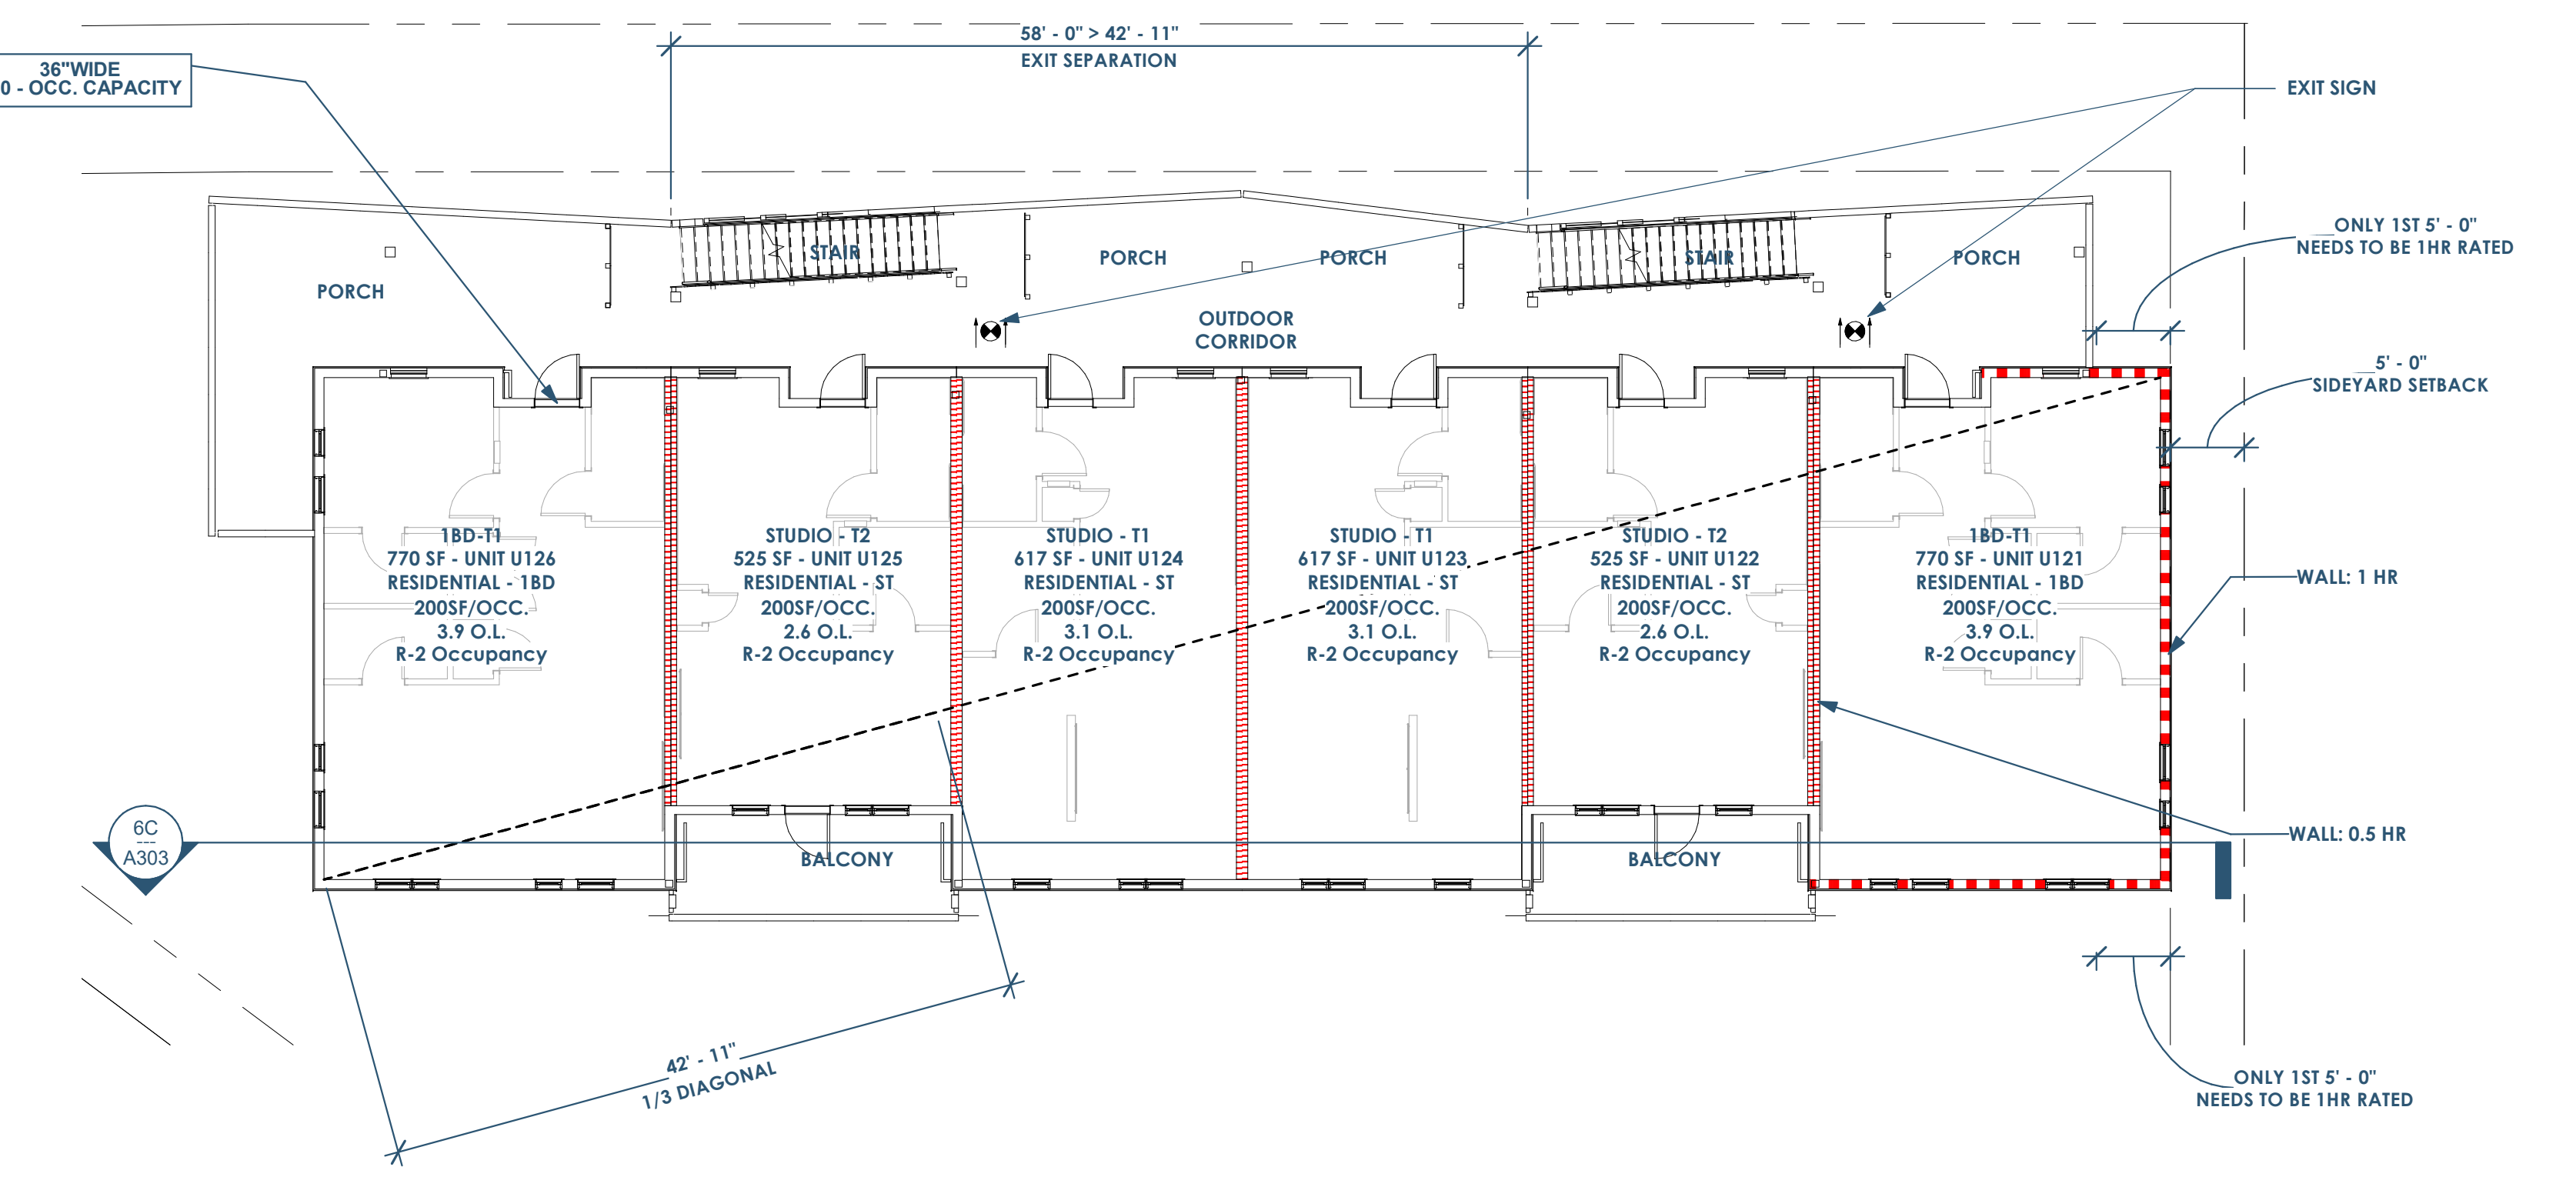 58' - 0" > 42' - 11"
EXIT SEPARATION
36"WIDE
0 - OCC. CAPACITY
EXIT SIGN
ONLY 1ST 5' - 0"
NEEDS TO BE 1HR RATED
STAIR
PORCH
PORCH
STAIR
PORCH
PORCH
OUTDOOR
CORRIDOR
5' - 0"
SIDEYARD SETBACK
1BD-T1
770 SF - UNIT U126
RESIDENTIAL - 1BD
200SF/OCC.
3.9 O.L.
R-2 Occupancy
STUDIO - T2
525 SF - UNIT U125
RESIDENTIAL - ST
200SF/OCC.
2.6 O.L.
R-2 Occupancy
STUDIO - T1
617 SF - UNIT U124
RESIDENTIAL - ST
200SF/OCC.
3.1 O.L.
R-2 Occupancy
STUDIO - T1
617 SF - UNIT U123
RESIDENTIAL - ST
200SF/OCC.
3.1 O.L.
R-2 Occupancy
STUDIO - T2
525 SF - UNIT U122
RESIDENTIAL - ST
200SF/OCC.
2.6 O.L.
R-2 Occupancy
1BD-T1
770 SF - UNIT U121
RESIDENTIAL - 1BD
200SF/OCC.
3.9 O.L.
R-2 Occupancy
WALL: 1 HR
WALL: 0.5 HR
6C
---
A303
BALCONY
BALCONY
42' - 11"
1/3 DIAGONAL
ONLY 1ST 5' - 0"
NEEDS TO BE 1HR RATED